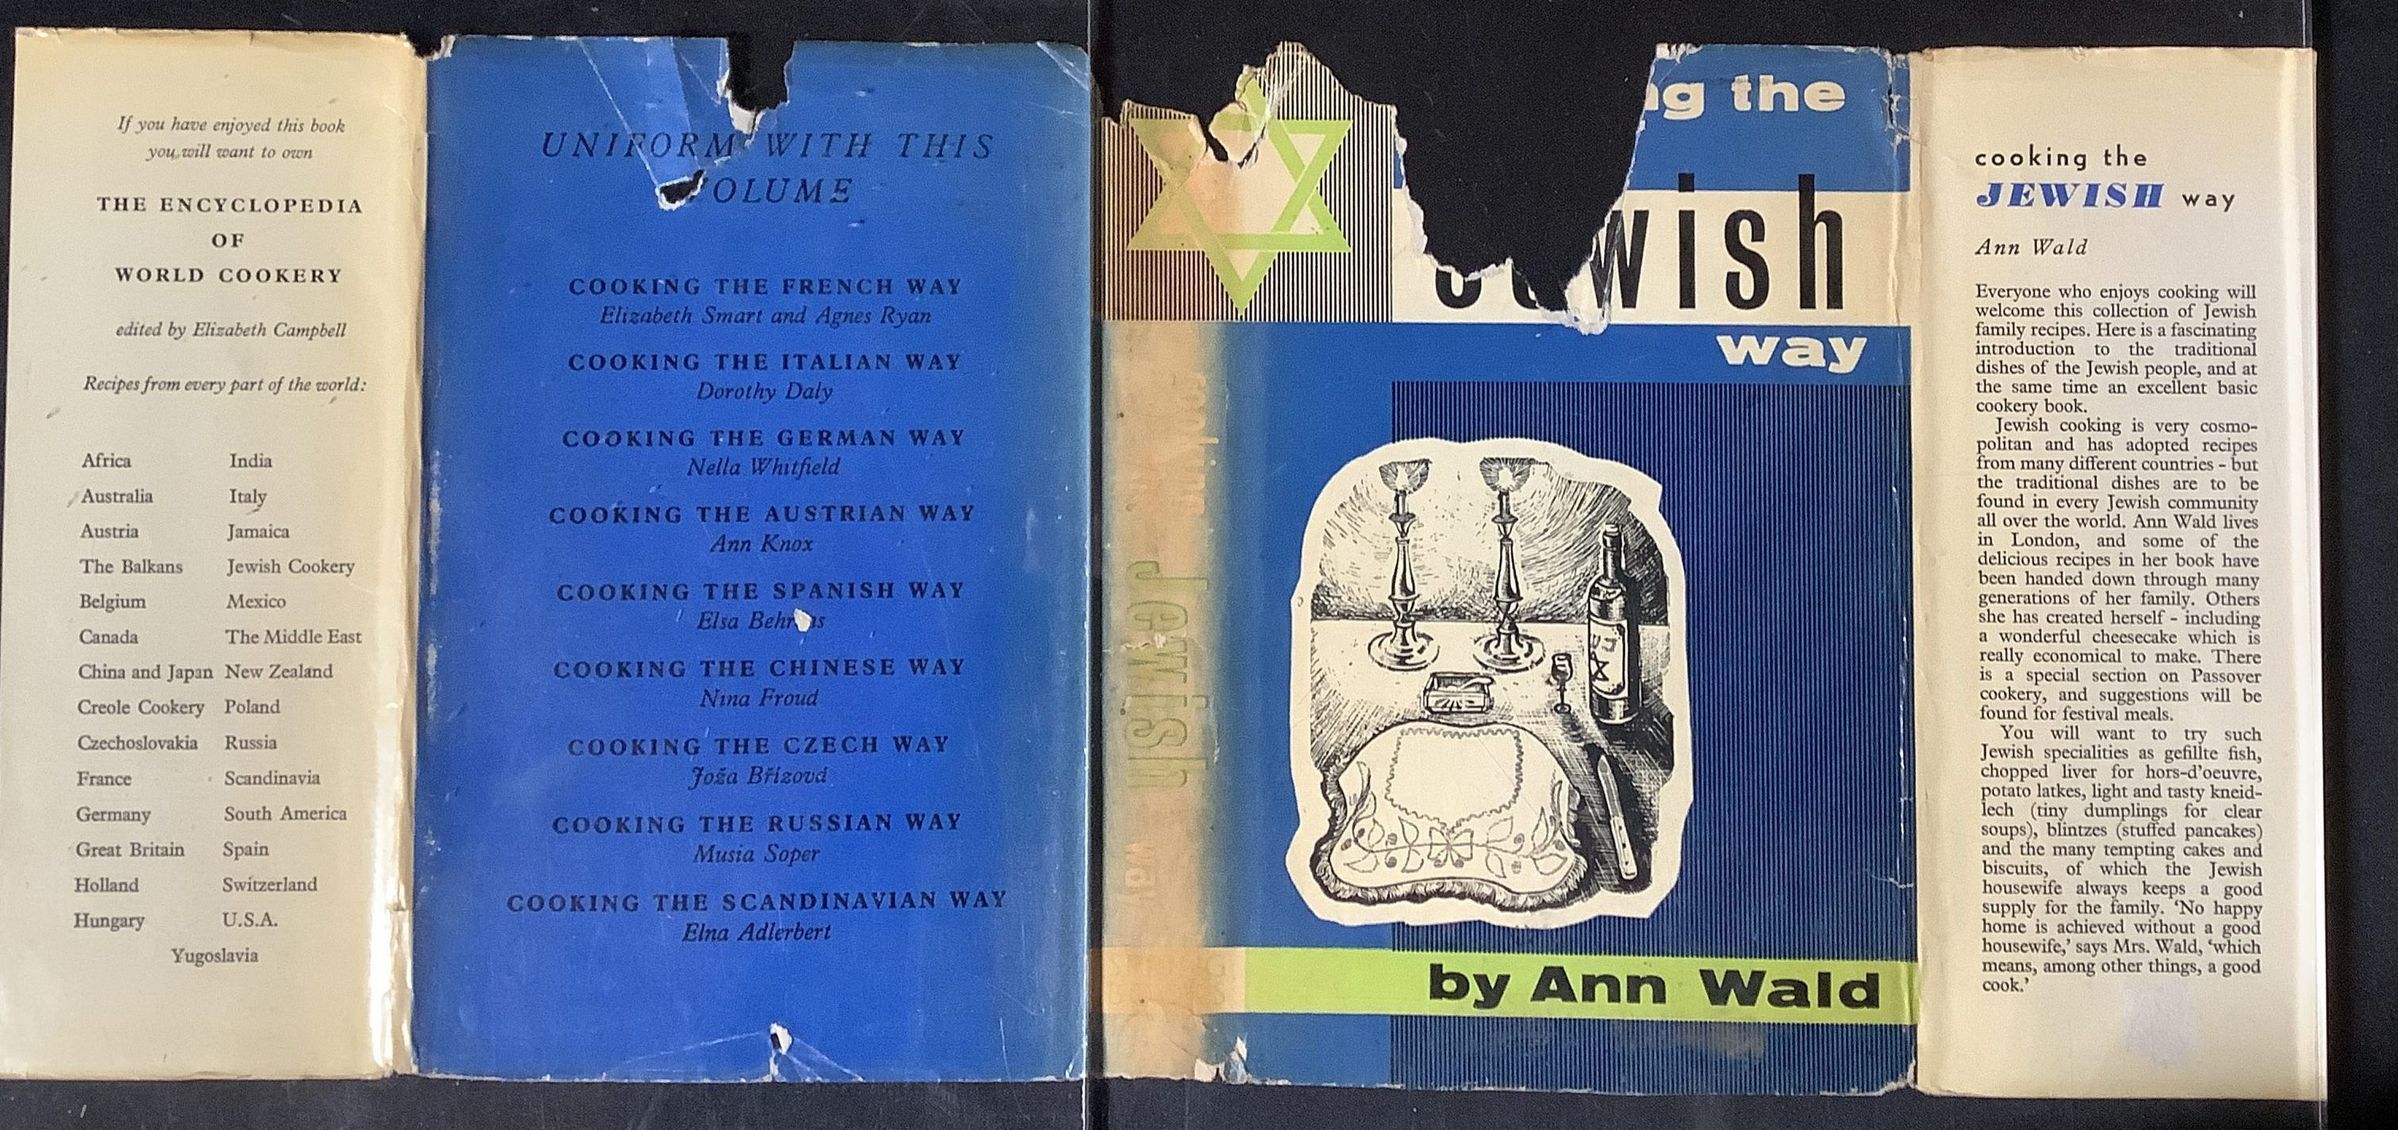 If you have enjoyed this book
you will want to own
THE ENCYCLOPEDIA
OF
WORLD COOKERY
edited by Elizabeth Campbell
Recipes from every part of the world:
Africa
Australia
Austria
The Balkans
Belgium
Canada
China and Japan
Creole Cookery
Czechoslovakia
France
Germany
Great Britain
Holland
Hungary
India
Italy
Jamaica
Jewish Cookery
Mexico
The Middle East
New Zealand
Poland
Russia
Scandinavia
South America
Spain
Switzerland
U.S.A.
Yugoslavia
UNIFORM WITH THIS
OLUME
COOKING THE FRENCH WAY
Elizabeth Smart and Agnes Ryan
COOKING THE ITALIAN WAY
Dorothy Daly
COOKING THE GERMAN WAY
Nella Whitfield
COOKING THE AUSTRIAN WAY
Ann Knox
COOKING THE SPANISH WAY
Elsa Behrns
COOKING THE CHINESE WAY
Nina Froud
COOKING THE CZECH WAY
Joža Břízová
COOKING THE RUSSIAN WAY
Musia Soper
COOKING THE SCANDINAVIAN WAY
Elna Adlerbert
cooking the Jewish way
ng the
Jewish
way
by Ann Wald
cooking the
JEWISH way
Ann Wald
Everyone who enjoys cooking will
welcome this collection of Jewish
family recipes. Here is a fascinating
introduction to the traditional
dishes of the Jewish people, and at
the same time an excellent basic
cookery book.
Jewish cooking is very cosmo-
politan and has adopted recipes
from many different countries - but
the traditional dishes are to be
found in every Jewish community
all over the world. Ann Wald lives
in London, and some of the
delicious recipes in her book have
been handed down through many
generations of her family. Others
she has created herself - including
a wonderful cheesecake which is
really economical to make. There
is a special section on Passover
cookery, and suggestions will be
found for festival meals.
You will want to try such
Jewish specialities as gefillte fish,
chopped liver for hors-d'oeuvre,
potato latkes, light and tasty kneid-
lech (tiny dumplings for clear
soups), blintzes (stuffed pancakes)
and the many tempting cakes and
biscuits, of which the Jewish
housewife always keeps a good
supply for the family. 'No happy
home is achieved without a good
housewife,' says Mrs. Wald, 'which
means, among other things, a good
cook.'